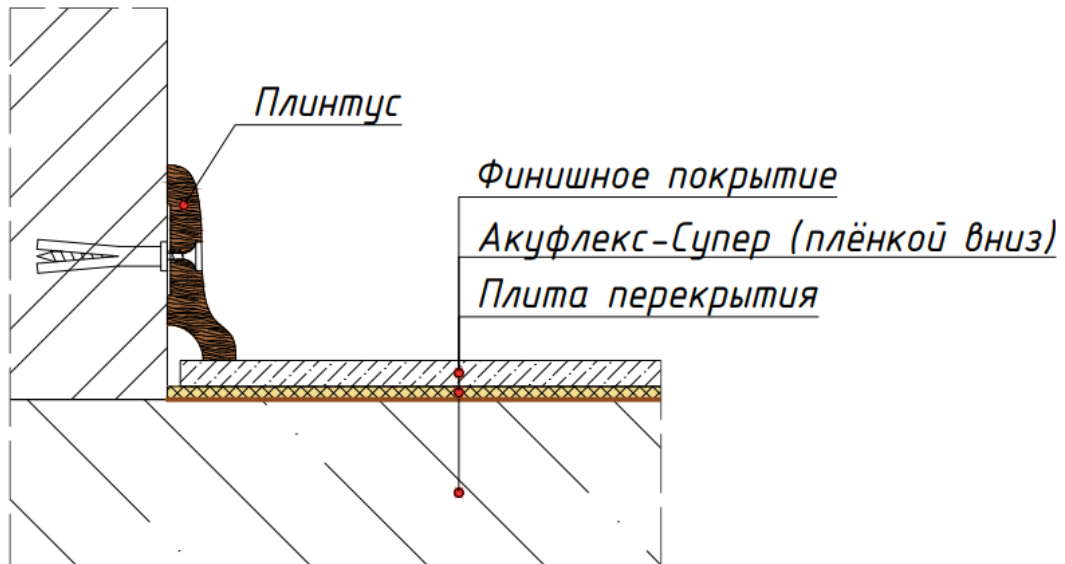 Плинтус
Финишное покрытие
Акуфлекс-Супер (плёнкой вниз)
Плита перекрытия